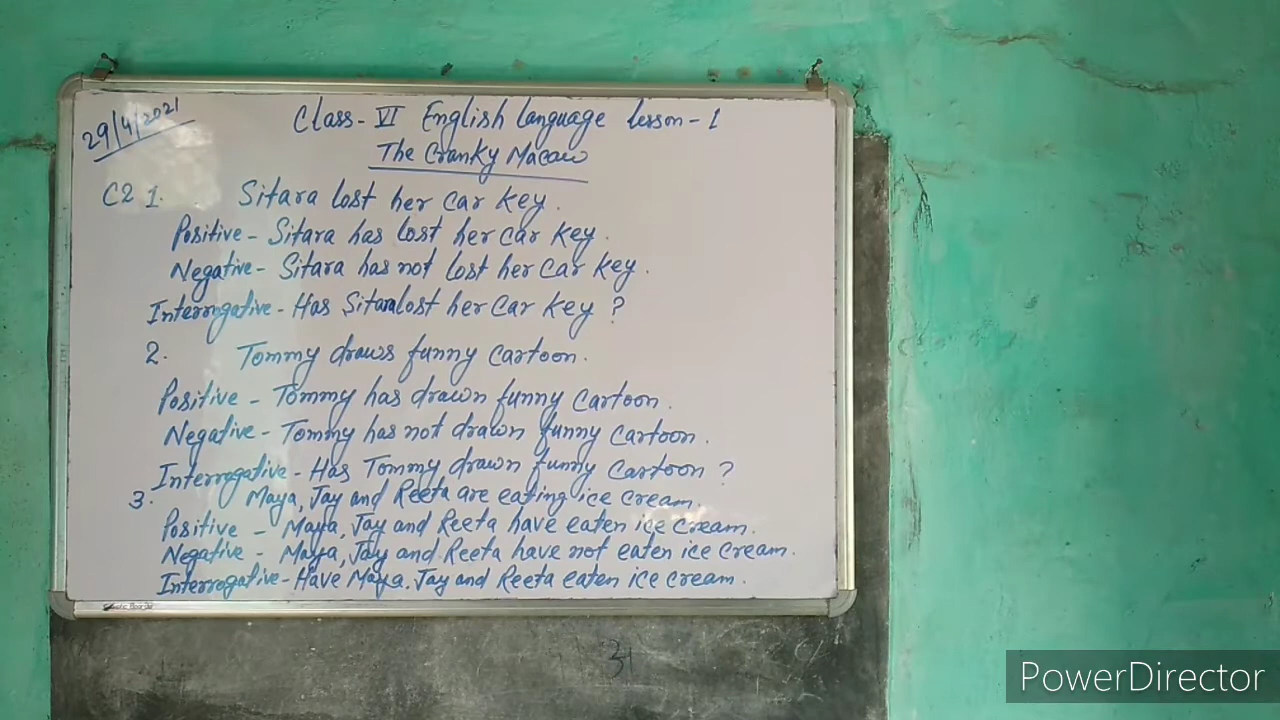 29/4/2021
Class- VI English language lesson-1
The Cranky Macaw
C2 1. Sitara lost her car key.
Positive - Sitara has lost her car key.
Negative - Sitara has not lost her car key.
Interrogative - Has Sitara lost her car key ?
2. Tommy draws funny cartoon.
Positive - Tommy has drawn funny cartoon.
Negative - Tommy has not drawn funny cartoon.
Interrogative - Has Tommy drawn funny cartoon ?
3. Maya, Jay and Reeta are eating ice cream.
Positive - Maya, Jay and Reeta have eaten ice cream.
Negative - Maya, Jay and Reeta have not eaten ice cream.
Interrogative - Have Maya, Jay and Reeta eaten ice cream.
PowerDirector